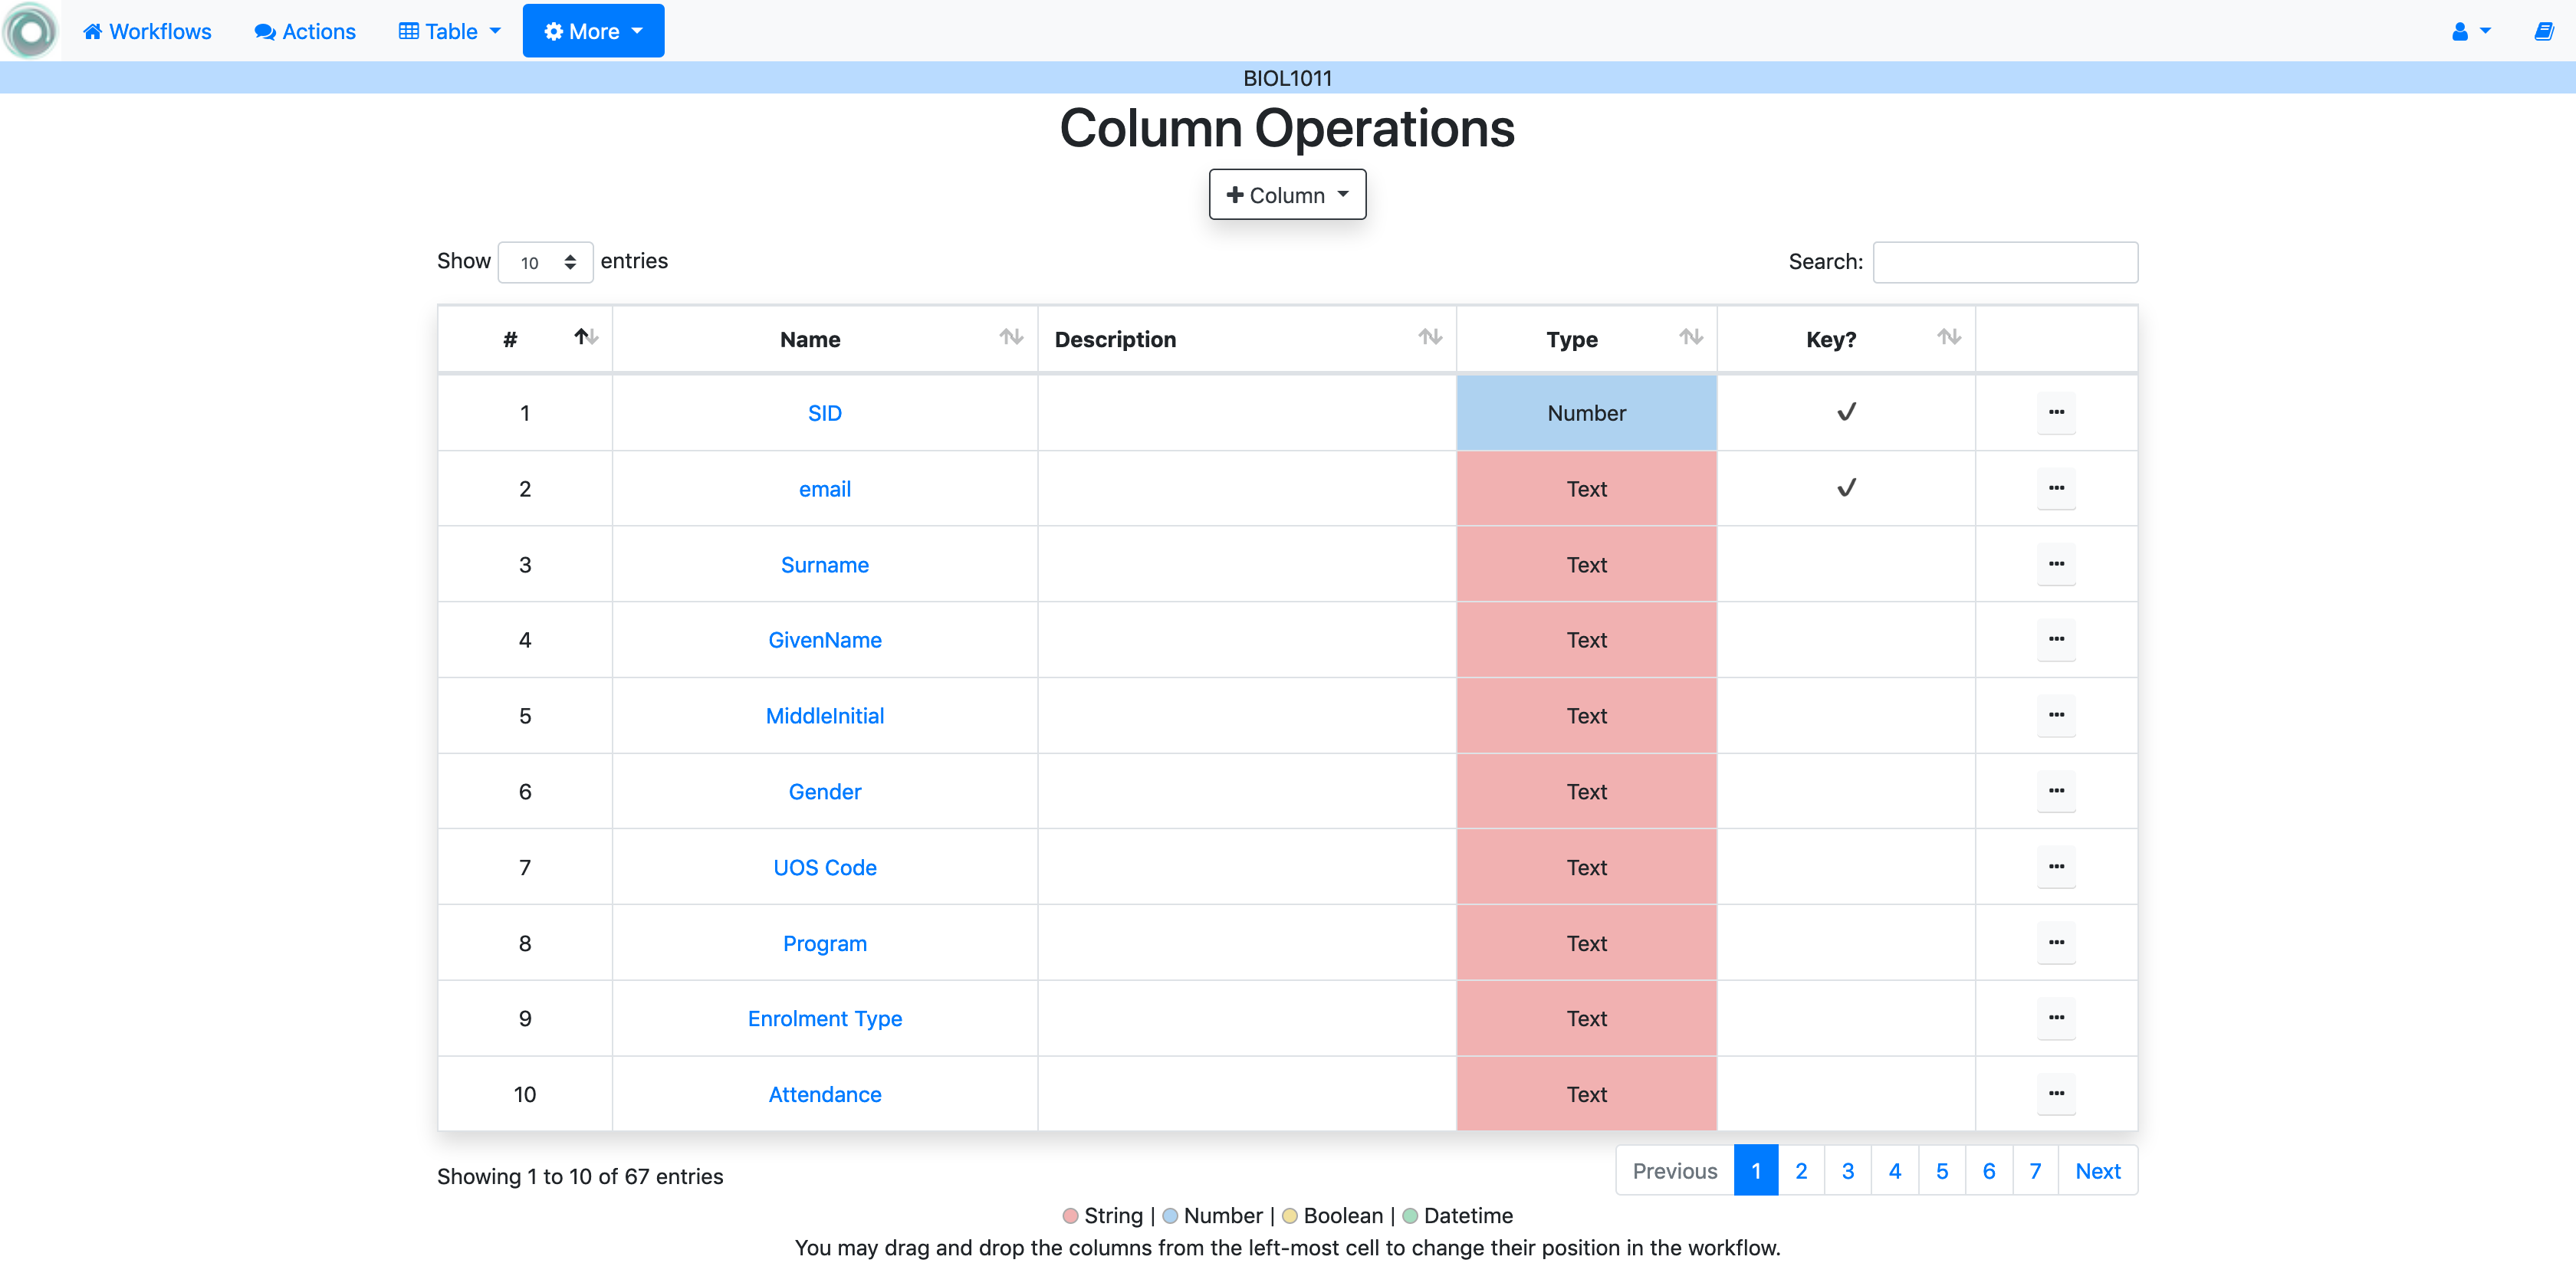 Workflows Actions Table More
BIOL1011
Column Operations
Column
Show 10 entries Search:
# Name Description Type Key?
1 SID Number
2 email Text
3 Surname Text
4 GivenName Text
5 MiddleInitial Text
6 Gender Text
7 UOS Code Text
8 Program Text
9 Enrolment Type Text
10 Attendance Text
Showing 1 to 10 of 67 entries Previous 1 2 3 4 5 6 7 Next
String | Number | Boolean | Datetime
You may drag and drop the columns from the left-most cell to change their position in the workflow.